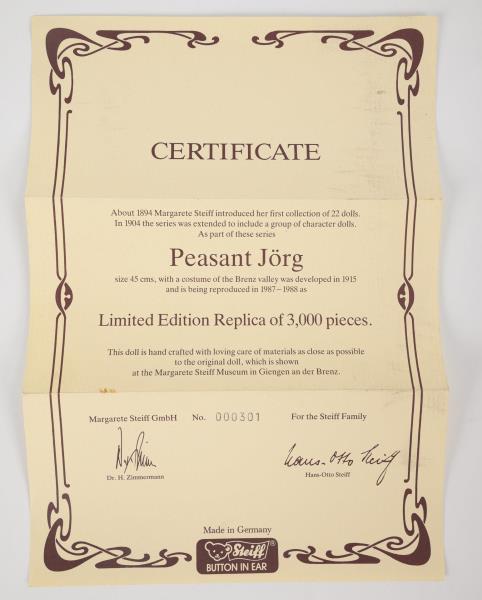 CERTIFICATE
About 1894 Margarete Steiff introduced her first collection of 22 dolls.
In 1904 the series was extended to include a group of character dolls.
As part of these series
Peasant Jörg
size 45 cms, with a costume of the Brenz valley was developed in 1915
and is being reproduced in 1987–1988 as
Limited Edition Replica of 3,000 pieces.
This doll is hand crafted with loving care of materials as close as possible
to the original doll, which is shown
at the Margarete Steiff Museum in Giengen an der Brenz.
Margarete Steiff GmbH No. 000301 For the Steiff Family
Hans-Otto Steiff
Dr. H. Zimmermann Hans-Otto Steiff
Made in Germany
Steiff®
BUTTON IN EAR